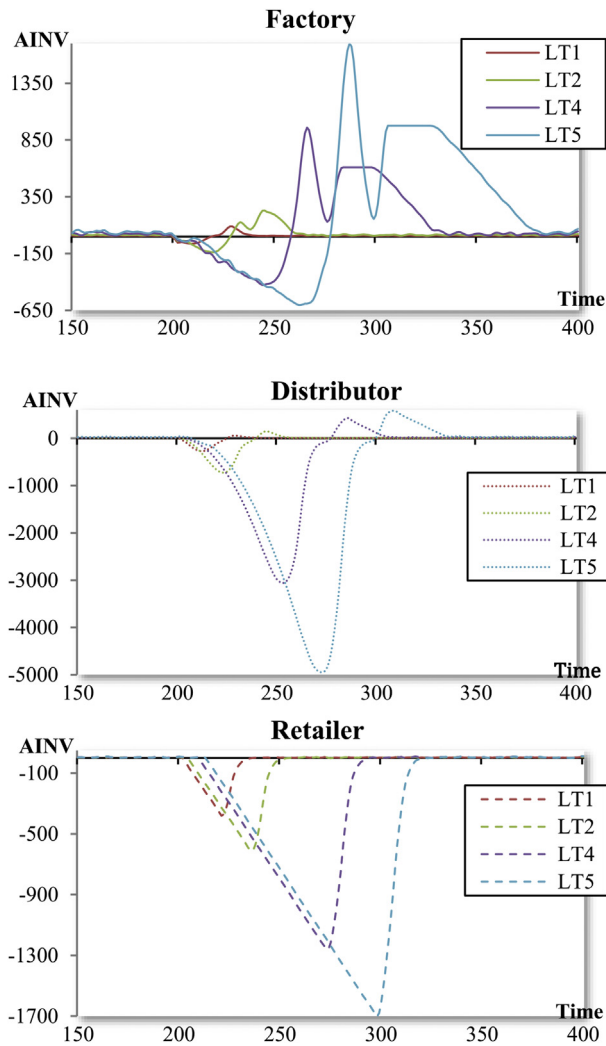 Factory
AINV
1350
850
350
-150
-650
LT1
LT2
LT4
LT5
Time
150 200 250 300 350 400
Distributor
AINV
0
-1000
-2000
-3000
-4000
-5000
LT1
LT2
LT4
LT5
Time
150 200 250 300 350 400
Retailer
AINV
-100
-500
-900
-1300
-1700
LT1
LT2
LT4
LT5
Time
150 200 250 300 350 400